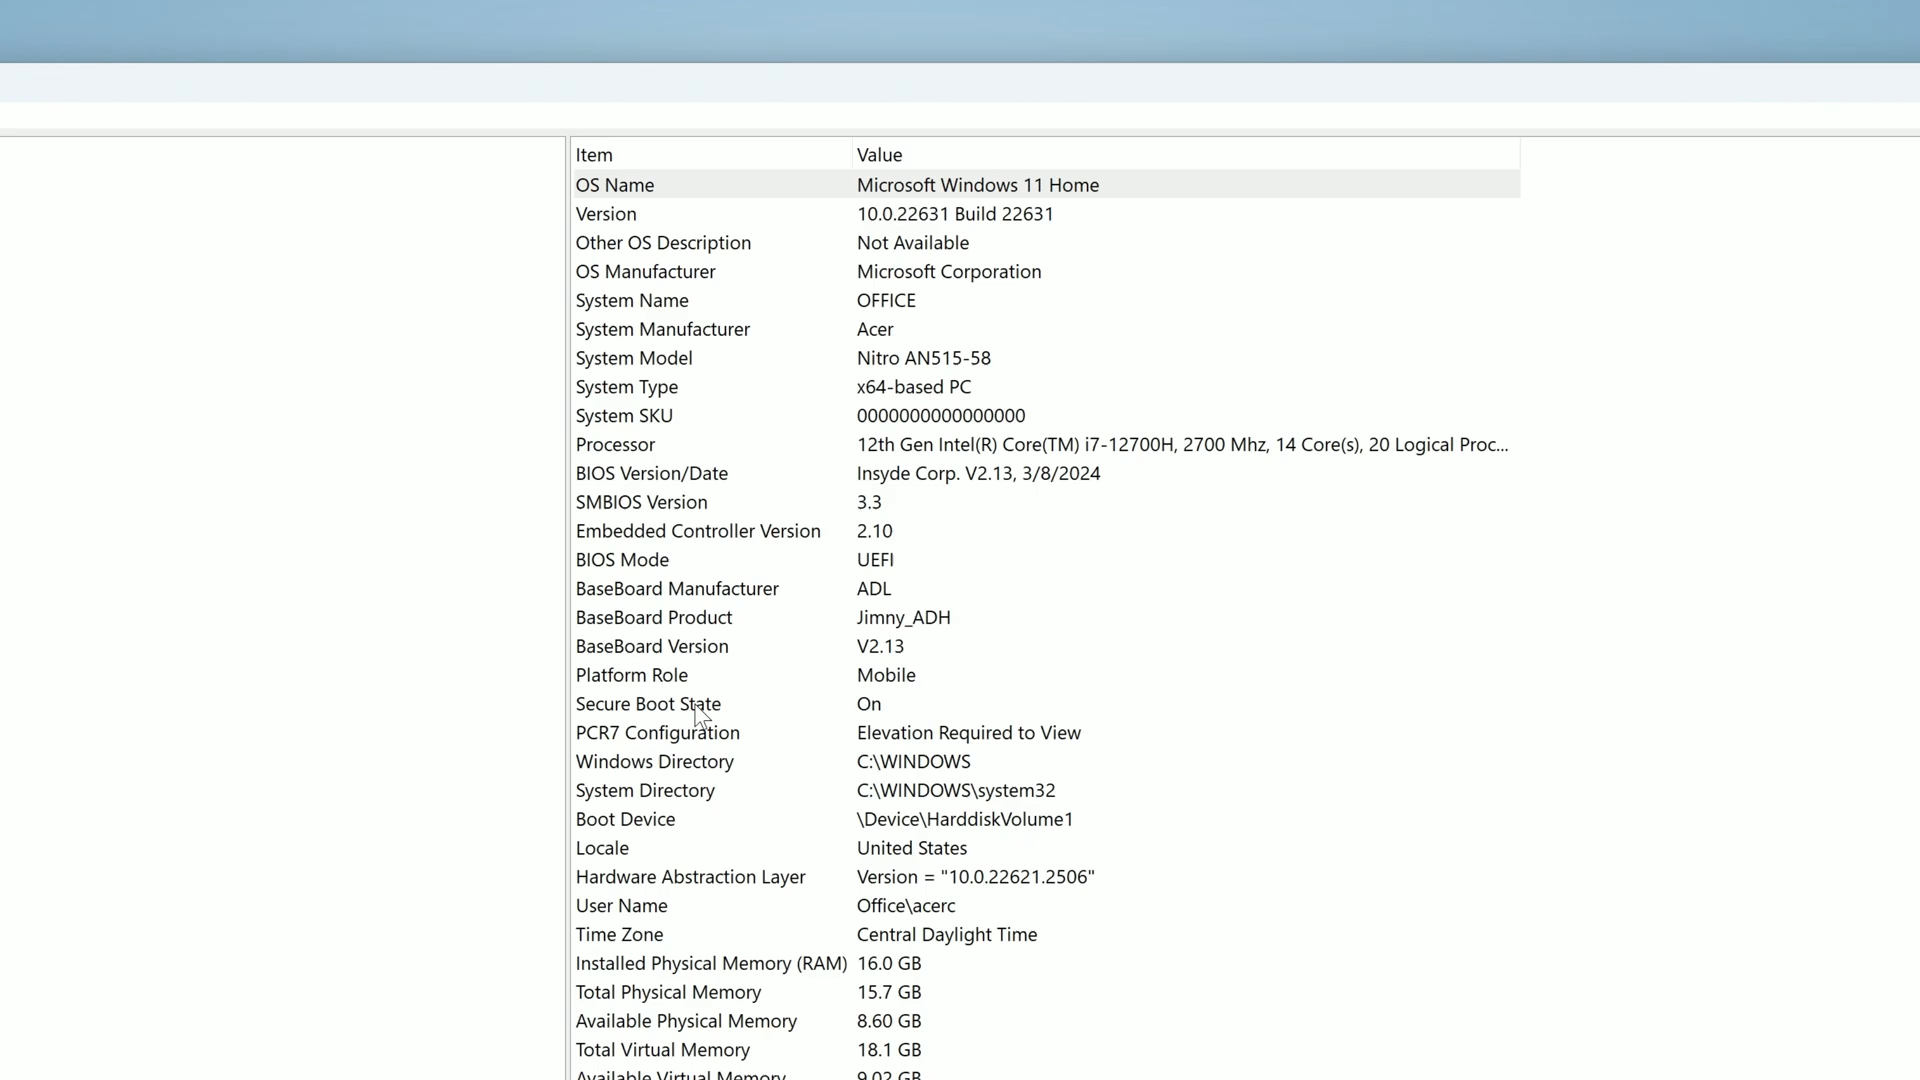 Item Value
OS Name Microsoft Windows 11 Home
Version 10.0.22631 Build 22631
Other OS Description Not Available
OS Manufacturer Microsoft Corporation
System Name OFFICE
System Manufacturer Acer
System Model Nitro AN515-58
System Type x64-based PC
System SKU 0000000000000000
Processor 12th Gen Intel(R) Core(TM) i7-12700H, 2700 Mhz, 14 Core(s), 20 Logical Proc...
BIOS Version/Date Insyde Corp. V2.13, 3/8/2024
SMBIOS Version 3.3
Embedded Controller Version 2.10
BIOS Mode UEFI
BaseBoard Manufacturer ADL
BaseBoard Product Jimny_ADH
BaseBoard Version V2.13
Platform Role Mobile
Secure Boot State On
PCR7 Configuration Elevation Required to View
Windows Directory C:\WINDOWS
System Directory C:\WINDOWS\system32
Boot Device \Device\HarddiskVolume1
Locale United States
Hardware Abstraction Layer Version = "10.0.22621.2506"
User Name Office\acerc
Time Zone Central Daylight Time
Installed Physical Memory (RAM) 16.0 GB
Total Physical Memory 15.7 GB
Available Physical Memory 8.60 GB
Total Virtual Memory 18.1 GB
Available Virtual Memory 9.02 GB